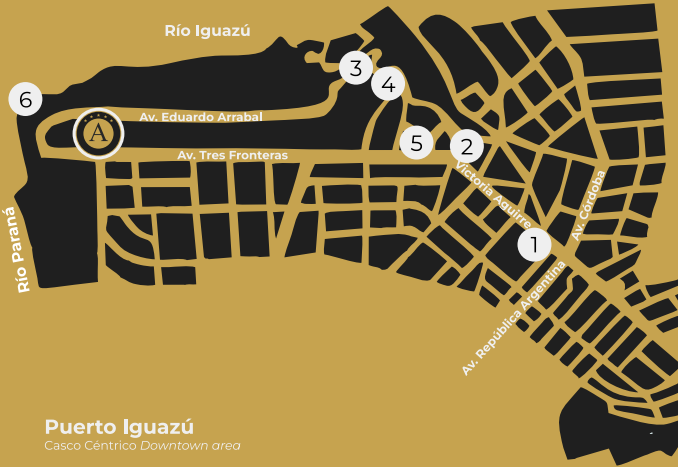 Río Iguazú
3
4
6
A
Av. Eduardo Arrabal
5
2
Av. Tres Fronteras
Victoria Aguirre
Av. Córdoba
Río Paraná
1
Av. República Argentina
Puerto Iguazú
Casco Céntrico Downtown area